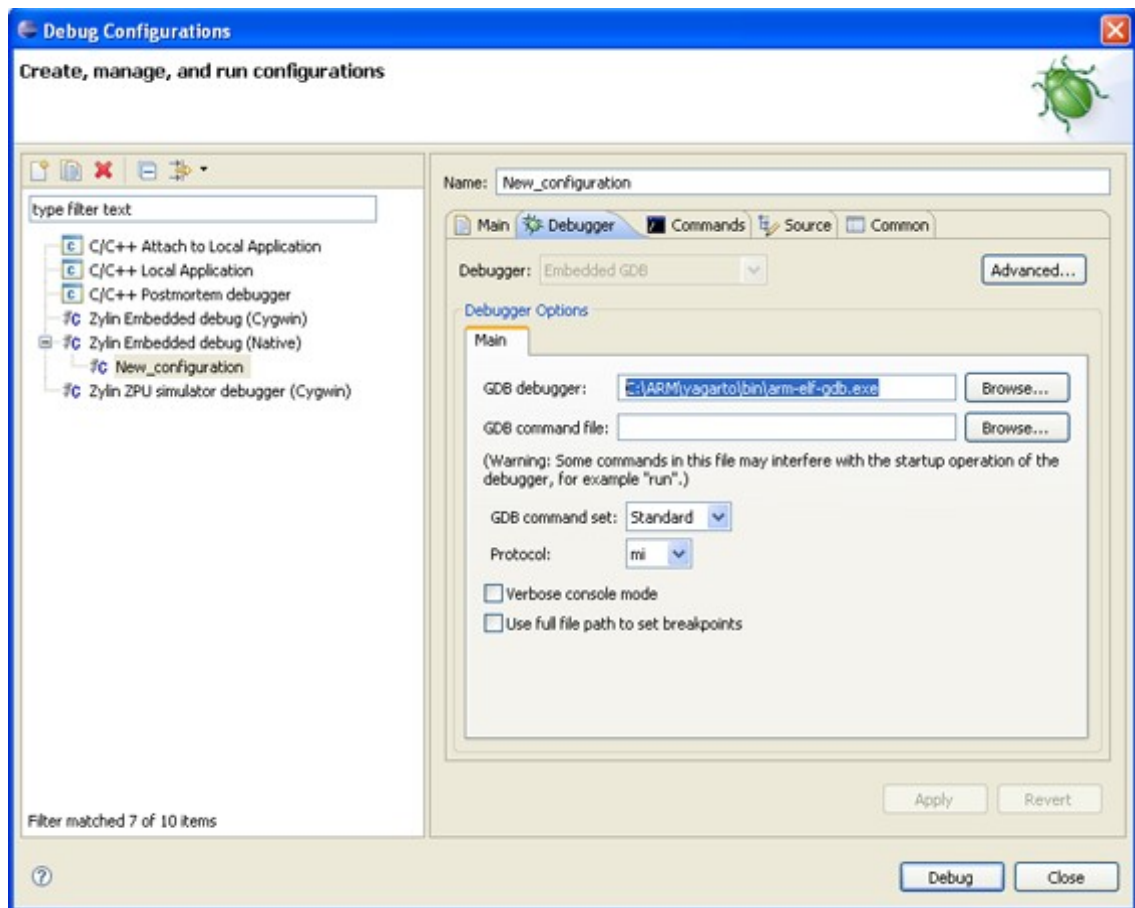 Debug Configurations
Create, manage, and run configurations
type filter text
C/C++ Attach to Local Application
C/C++ Local Application
C/C++ Postmortem debugger
Zylin Embedded debug (Cygwin)
Zylin Embedded debug (Native)
New_configuration
Zylin ZPU simulator debugger (Cygwin)
Filter matched 7 of 10 items
Name: New_configuration
Main Debugger Commands Source Common
Debugger: Embedded GDB Advanced...
Debugger Options
Main
GDB debugger: C:\ARM\yagarto\bin\arm-elf-gdb.exe Browse...
GDB command file: Browse...
(Warning: Some commands in this file may interfere with the startup operation of the
debugger, for example "run".)
GDB command set: Standard
Protocol: mi
Verbose console mode
Use full file path to set breakpoints
Apply Revert
Debug Close